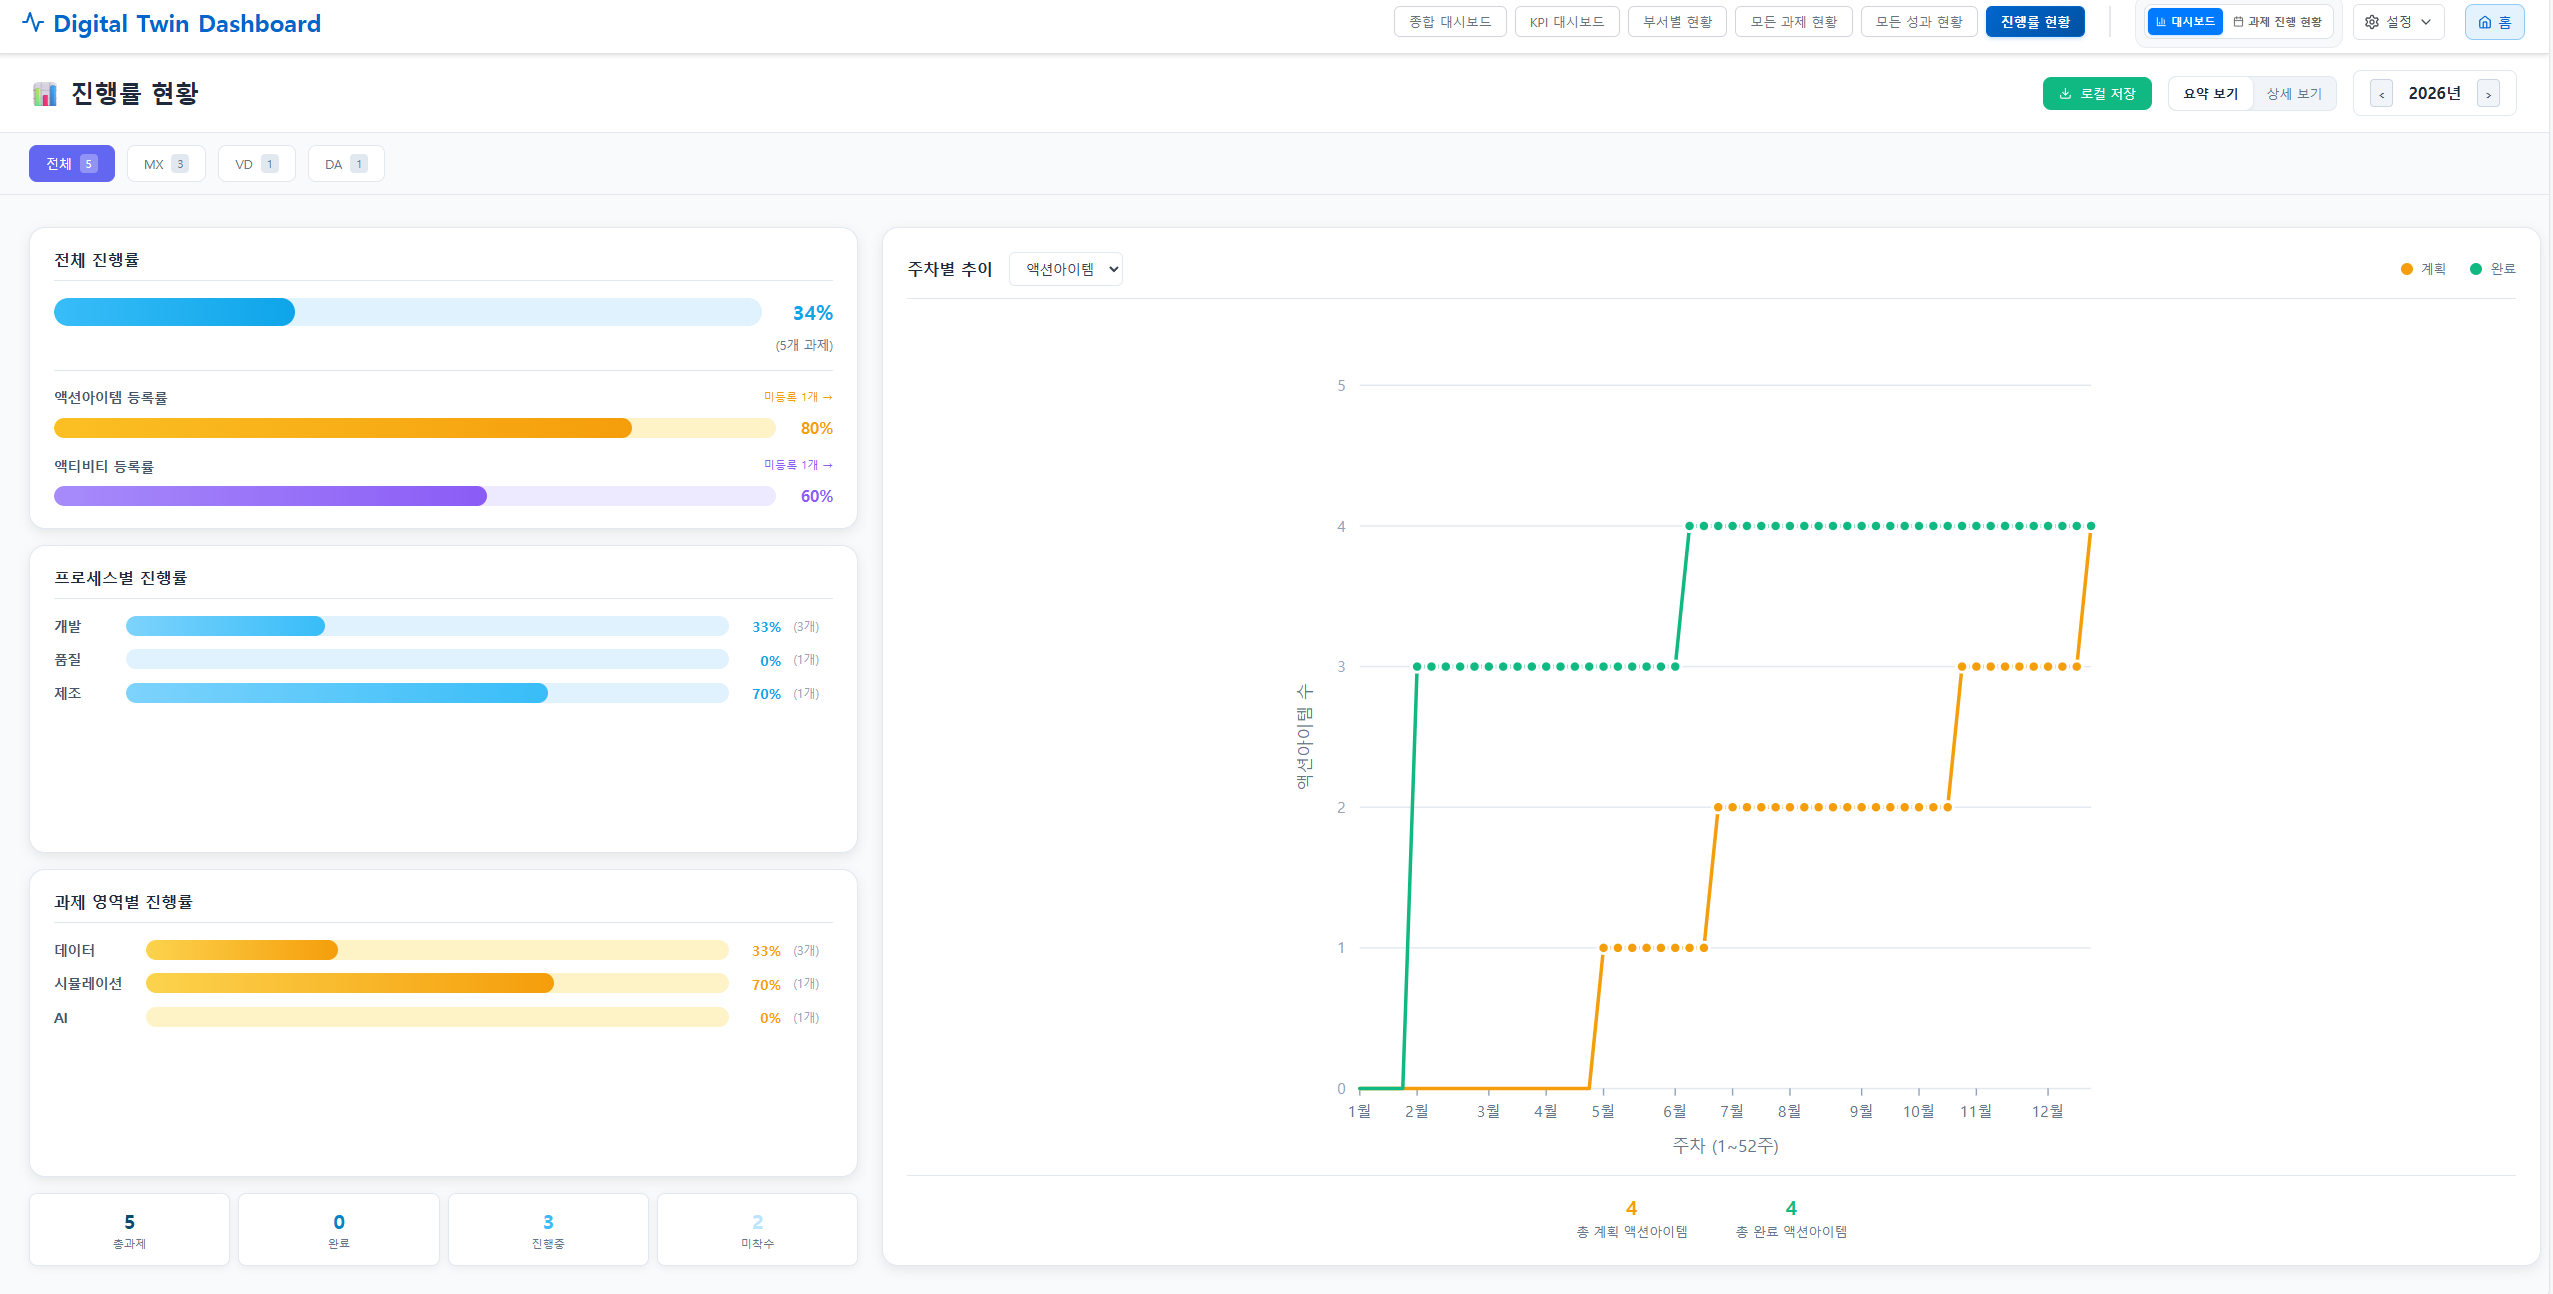 Digital Twin Dashboard
종합 대시보드
KPI 대시보드
부서별 현황
모든 과제 현황
모든 성과 현황
진행률 현황
대시보드
과제 진행 현황
설정
홈
진행률 현황
로컬 저장
요약 보기
상세 보기
<
2026년
>
전체 5
MX 3
VD 1
DA 1
전체 진행률
34%
(5개 과제)
액션아이템 등록률
미등록 1개 →
80%
액티비티 등록률
미등록 1개 →
60%
프로세스별 진행률
개발 33% (3개)
품질 0% (1개)
제조 70% (1개)
과제 영역별 진행률
데이터 33% (3개)
시뮬레이션 70% (1개)
AI 0% (1개)
5
총과제
0
완료
3
진행중
2
미착수
주차별 추이
액션아이템
계획
완료
5
4
3
2
1
0
액션아이템 수
1월 2월 3월 4월 5월 6월 7월 8월 9월 10월 11월 12월
주차 (1~52주)
4
총 계획 액션아이템
4
총 완료 액션아이템